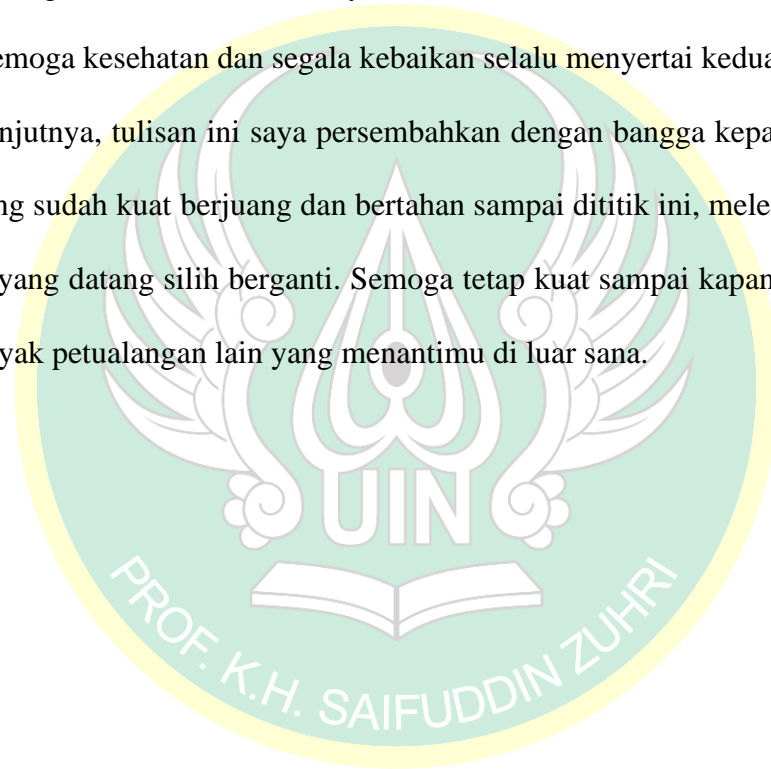 emoga kesehatan dan segala kebaikan selalu menyertai kedua
njutnya, tulisan ini saya persembahkan dengan bangga kepa
ng sudah kuat berjuang dan bertahan sampai dititik ini, mele
yang datang silih berganti. Semoga tetap kuat sampai kapan
yak petualangan lain yang menantimu di luar sana.
UIN
PROF. K.H. SAIFUDDIN ZUHRI